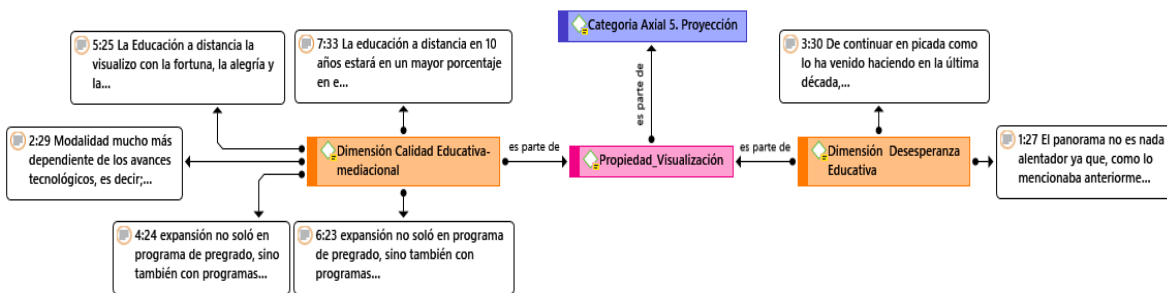 Categoria Axial 5. Proyección
5:25 La Educación a distancia la
visualizo con la fortuna, la alegría y
la...
7:33 La educación a distancia en 10
años estará en un mayor porcentaje
en e...
3:30 De continuar en picada como
lo ha venido haciendo en la última
década,...
es parte de
2:29 Modalidad mucho más
dependiente de los avances
tecnológicos, es decir;...
Dimensión Calidad Educativa-
mediacional
es parte de
Propiedad_Visualización
es parte de
Dimensión Desesperanza
Educativa
1:27 El panorama no es nada
alentador ya que, como lo
mencionaba anteriorme...
4:24 expansión no soló en
programa de pregrado, sino
también con programas...
6:23 expansión no soló en programa
de pregrado, sino también con
programas...